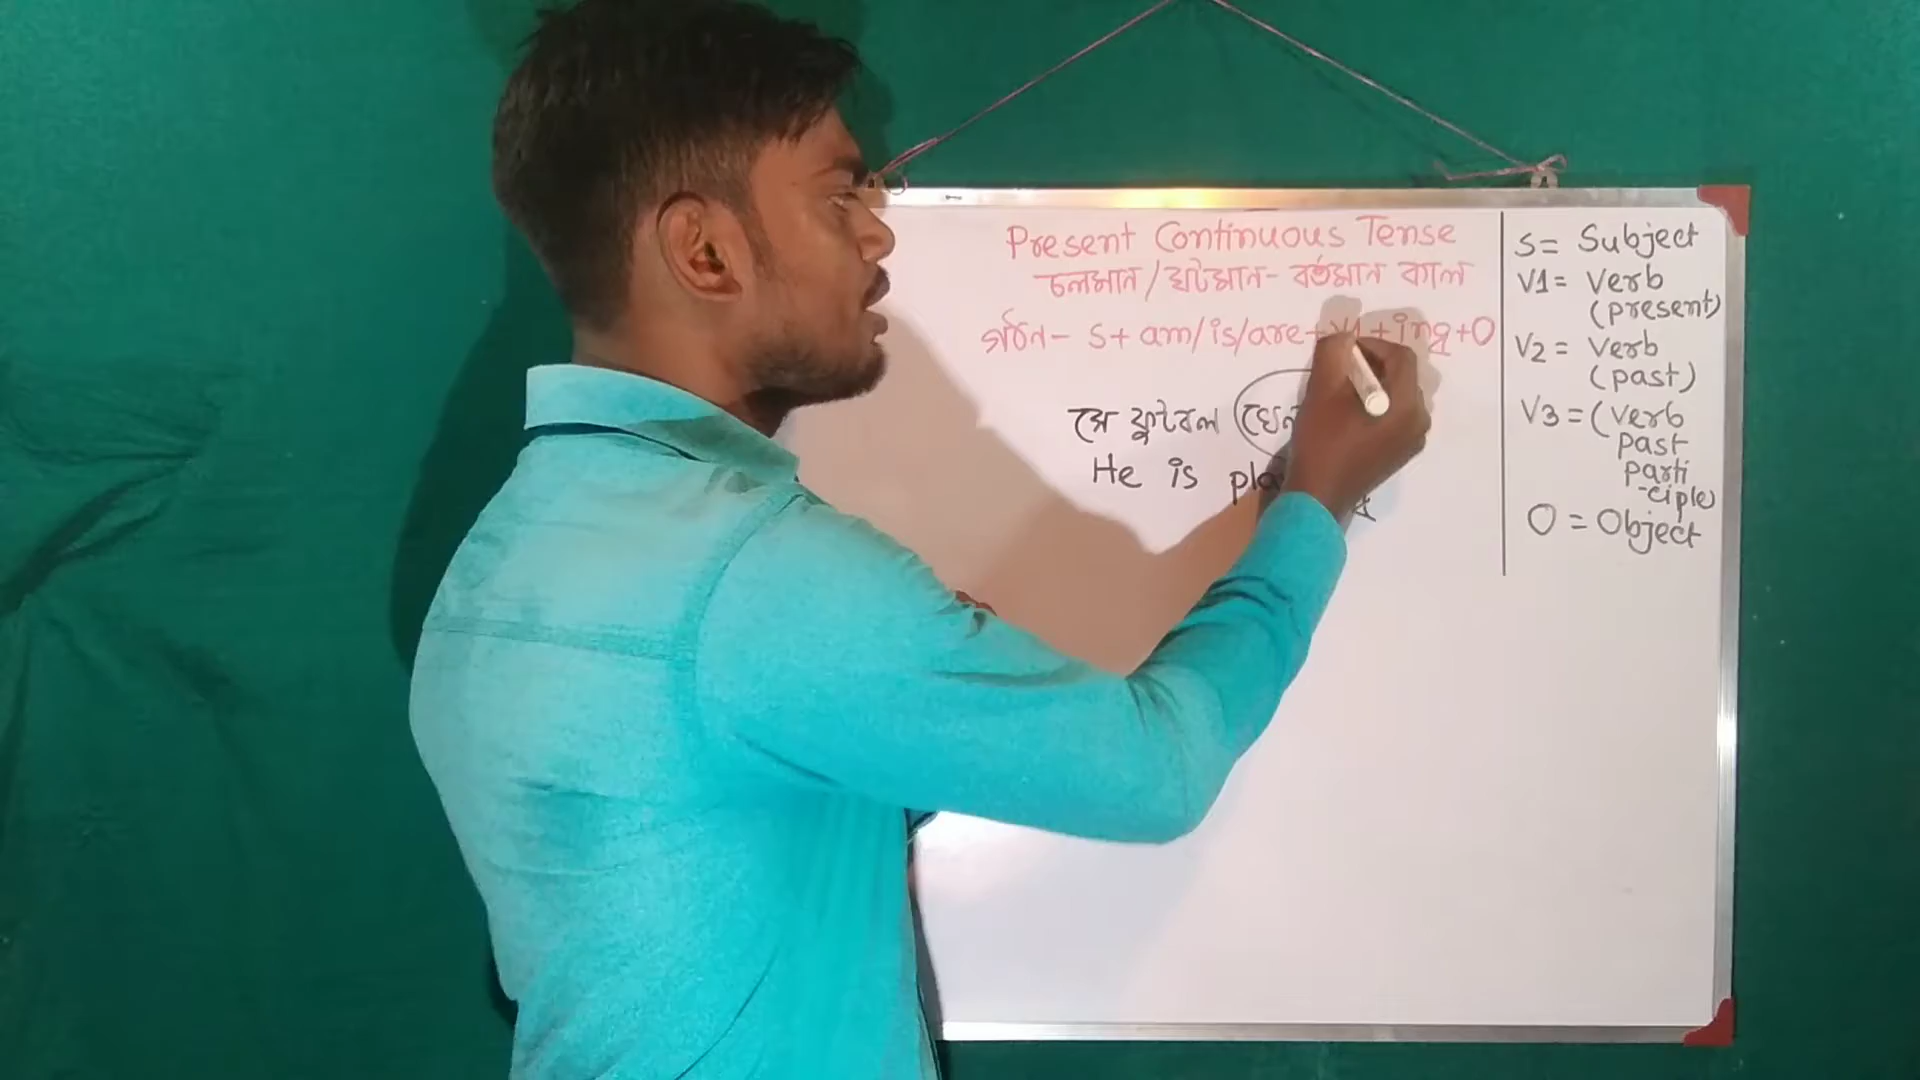 Present Continuous Tense
চলমান/ঘটমান- বর্তমান কাল
গঠন- S+ am/is/are+V1+ing+O
সে ফুটবল
He is
S= Subject
V1= Verb
(present)
V2= Verb
(past)
V3=(Verb
past
parti
-ciple)
O = Object